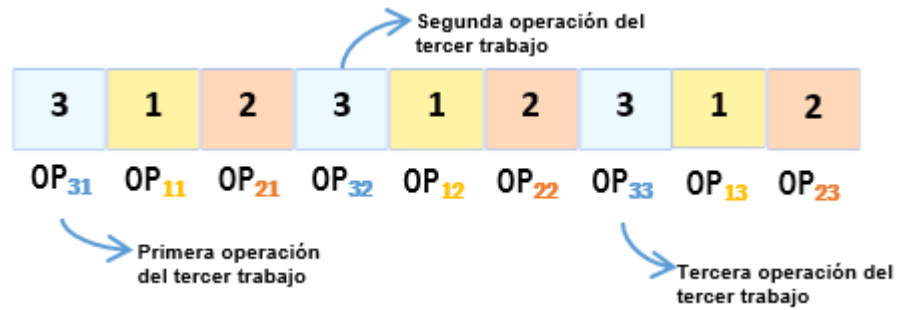 Segunda operación del
tercer trabajo
3 1 2 3 1 2 3 1 2
OP31 OP11 OP21 OP32 OP12 OP22 OP33 OP13 OP23
Primera operación
del tercer trabajo
Tercera operación del
tercer trabajo